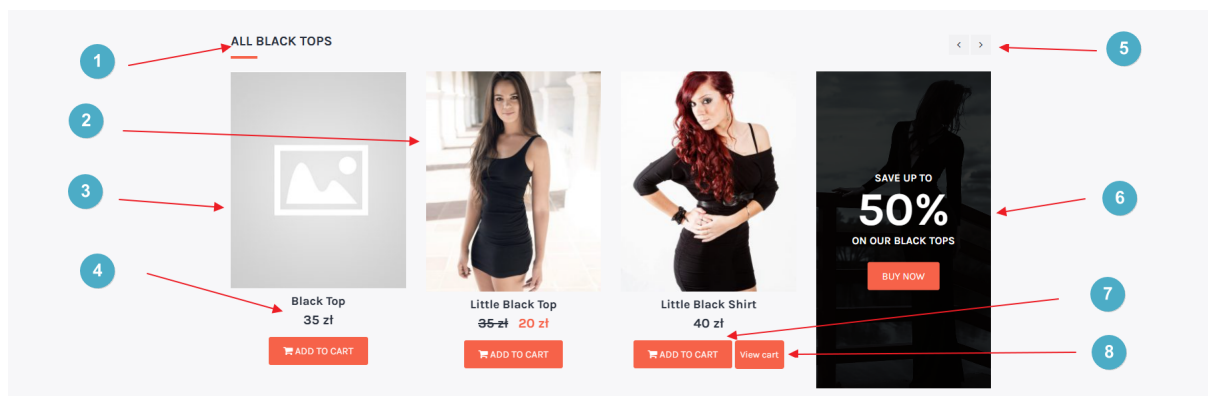 ALL BLACK TOPS
< >
1
2
3
4
5
6
7
8
Black Top
35 zł
ADD TO CART
Little Black Top
35 zł 20 zł
ADD TO CART
Little Black Shirt
40 zł
ADD TO CART
View cart
SAVE UP TO
50%
ON OUR BLACK TOPS
BUY NOW